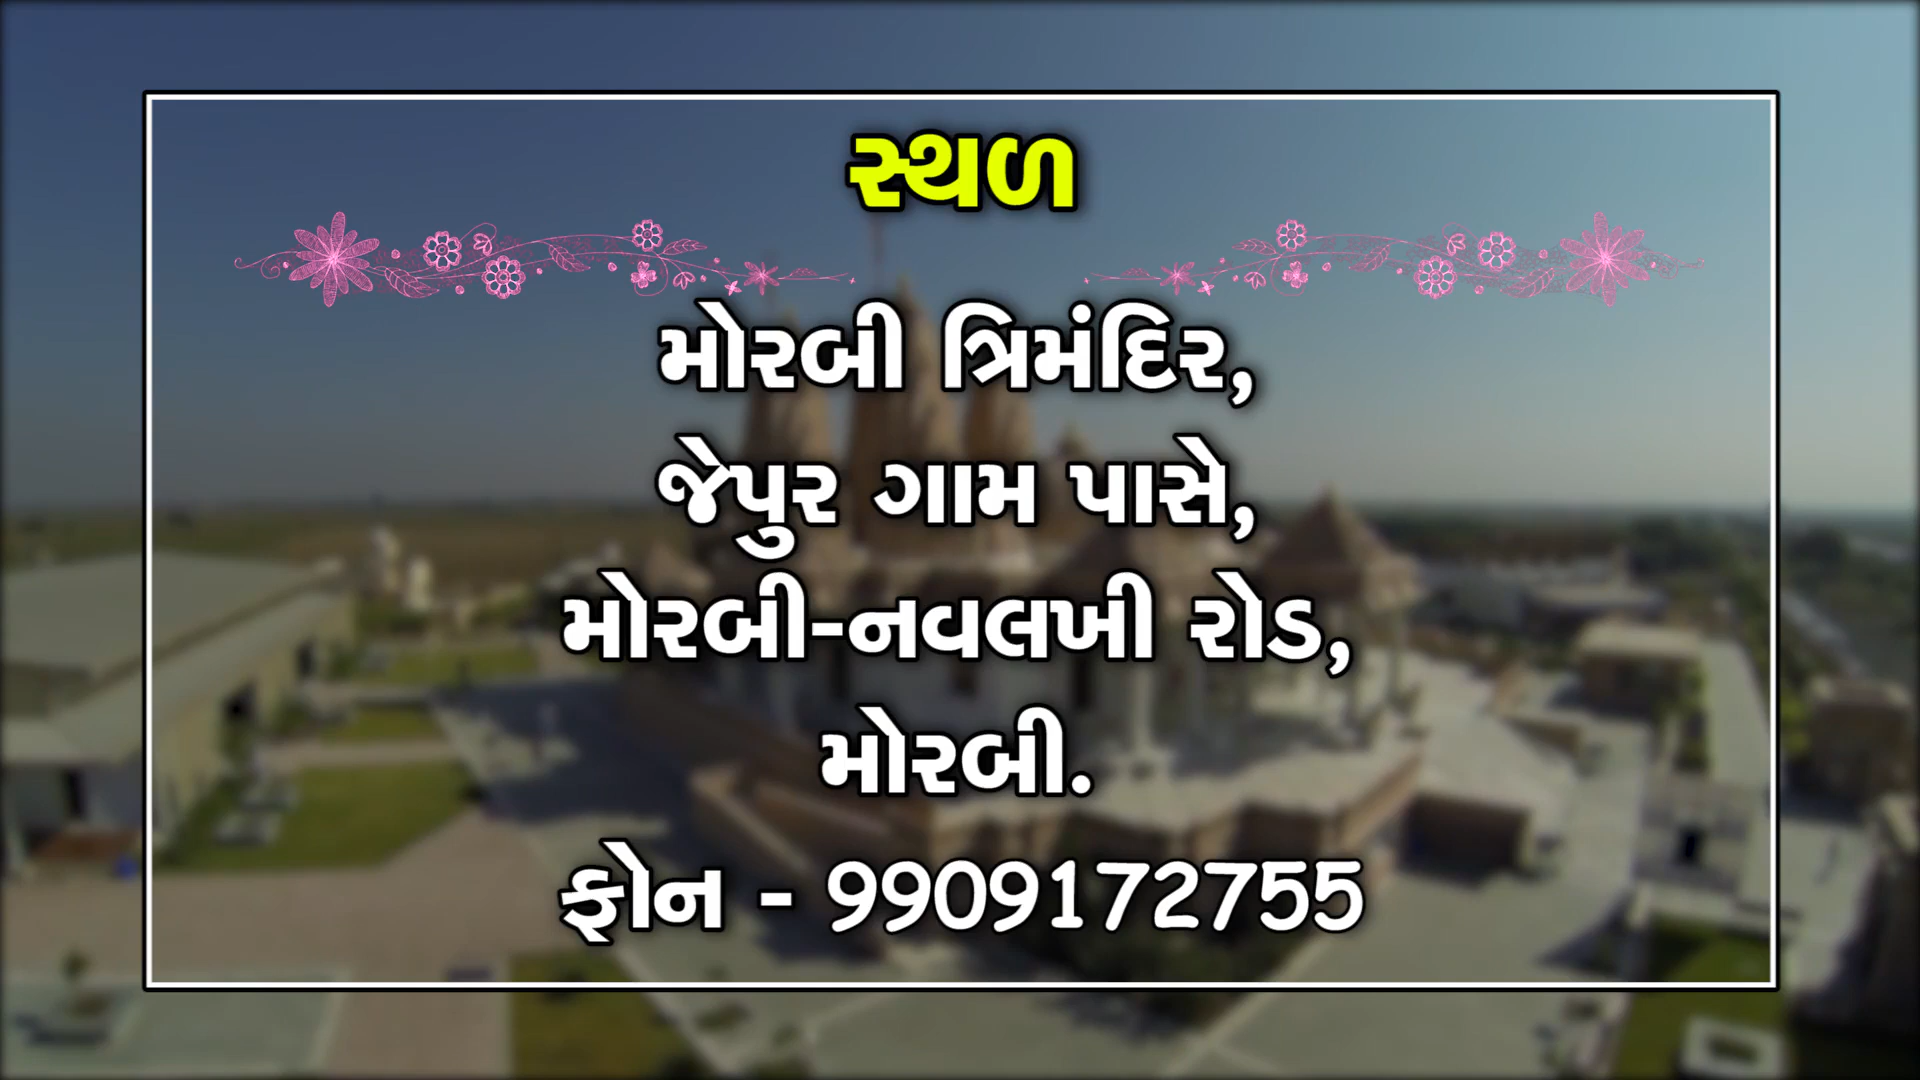 સ્થળ
મોરબી ત્રિમંદિર,
જેપુર ગામ પાસે,
મોરબી-નવલખી રોડ,
મોરબી.
ફોન - 9909172755